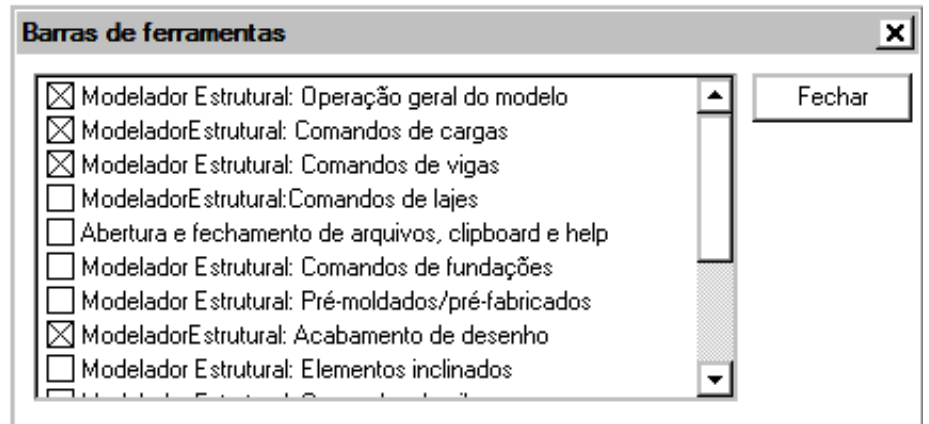 Barras de ferramentas
Modelador Estrutural: Operação geral do modelo
Fechar
ModeladorEstrutural: Comandos de cargas
Modelador Estrutural: Comandos de vigas
ModeladorEstrutural:Comandos de lajes
Abertura e fechamento de arquivos, clipboard e help
Modelador Estrutural: Comandos de fundações
Modelador Estrutural: Pré-moldados/pré-fabricados
ModeladorEstrutural: Acabamento de desenho
Modelador Estrutural: Elementos inclinados